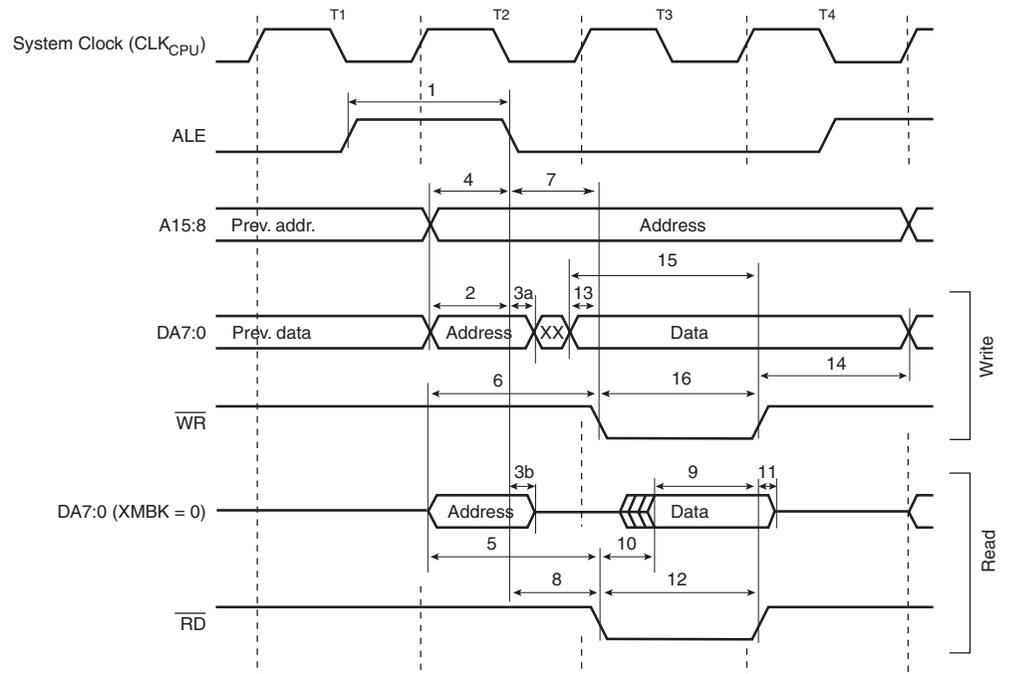 T1 T2 T3 T4
System Clock (CLKCPU)
1
ALE
4 7
A15:8 Prev. addr. Address
15
2 3a 13
DA7:0 Prev. data Address XX Data
Write
14
6 16
WR
3b 9 11
DA7:0 (XMBK = 0) Address Data
5 10
Read
8 12
RD